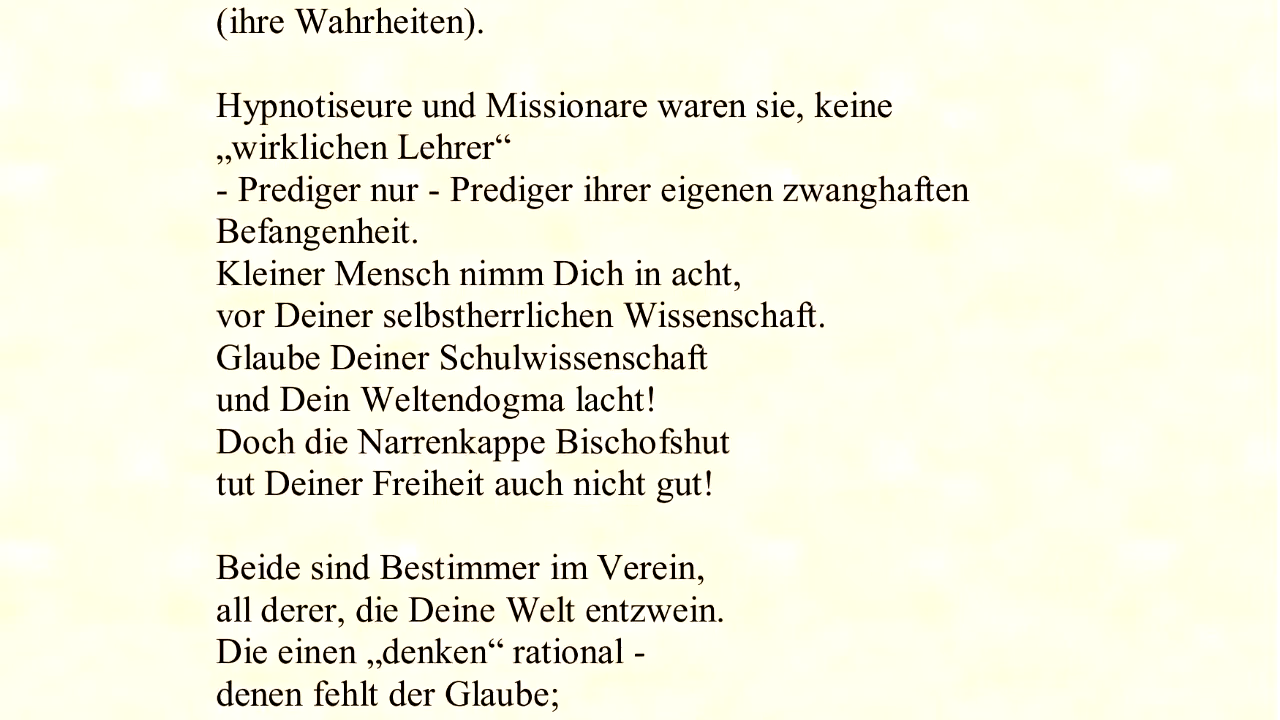 (ihre Wahrheiten).
Hypnotiseure und Missionare waren sie, keine
„wirklichen Lehrer“
- Prediger nur - Prediger ihrer eigenen zwanghaften
Befangenheit.
Kleiner Mensch nimm Dich in acht,
vor Deiner selbstherrlichen Wissenschaft.
Glaube Deiner Schulwissenschaft
und Dein Weltendogma lacht!
Doch die Narrenkappe Bischofshut
tut Deiner Freiheit auch nicht gut!
Beide sind Bestimmer im Verein,
all derer, die Deine Welt entzwein.
Die einen „denken“ rational -
denen fehlt der Glaube;